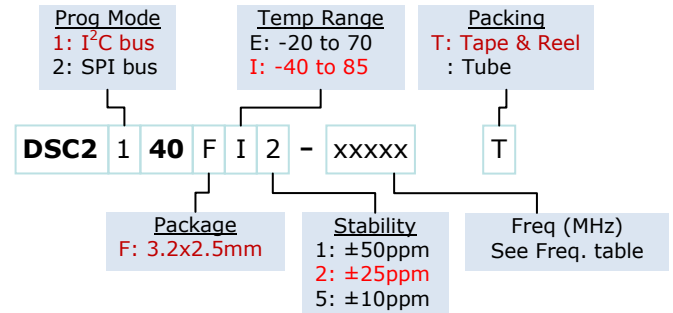 Prog Mode
1: I²C bus
2: SPI bus
Temp Range
E: -20 to 70
I: -40 to 85
Packing
T: Tape & Reel
: Tube
DSC2 1 40 F I 2 – xxxxx T
Package
F: 3.2x2.5mm
Stability
1: ±50ppm
2: ±25ppm
5: ±10ppm
Freq (MHz)
See Freq. table